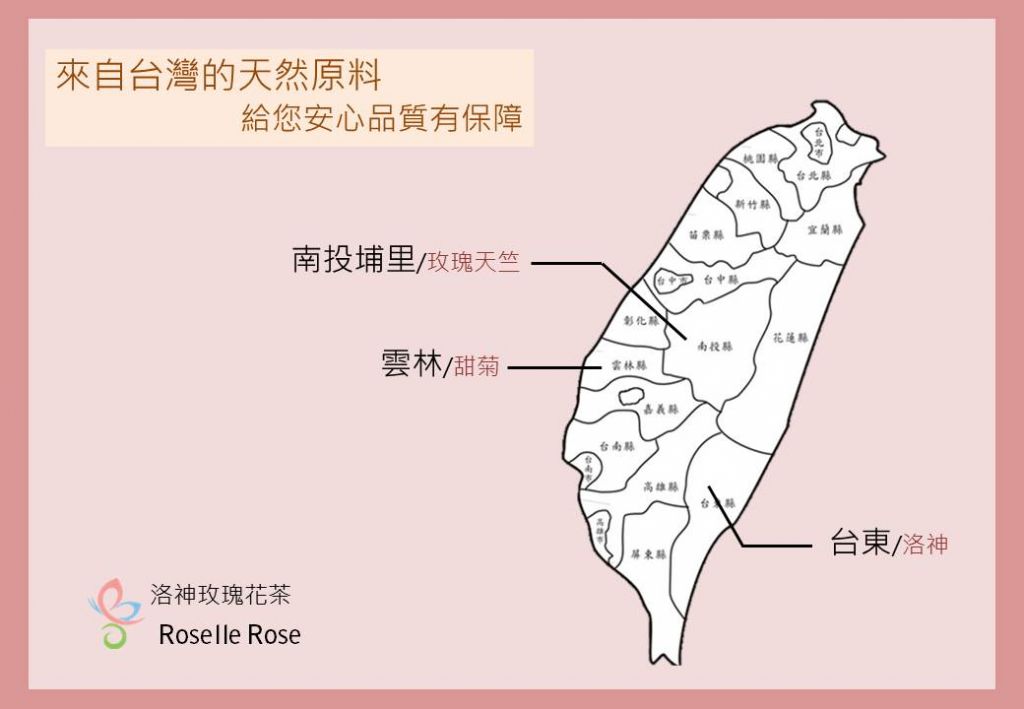 來自台灣的天然原料
給您安心品質有保障
台北市
桃園縣
台北縣
新竹縣
宜蘭縣
苗栗縣
南投埔里/玫瑰天竺
台中市
台中縣
彰化縣
花蓮縣
南投縣
雲林/甜菊
雲林縣
嘉義縣
台南縣
台南市
高雄縣
台東縣
高雄市
屏東縣
台東/洛神
洛神玫瑰花茶
Roselle Rose